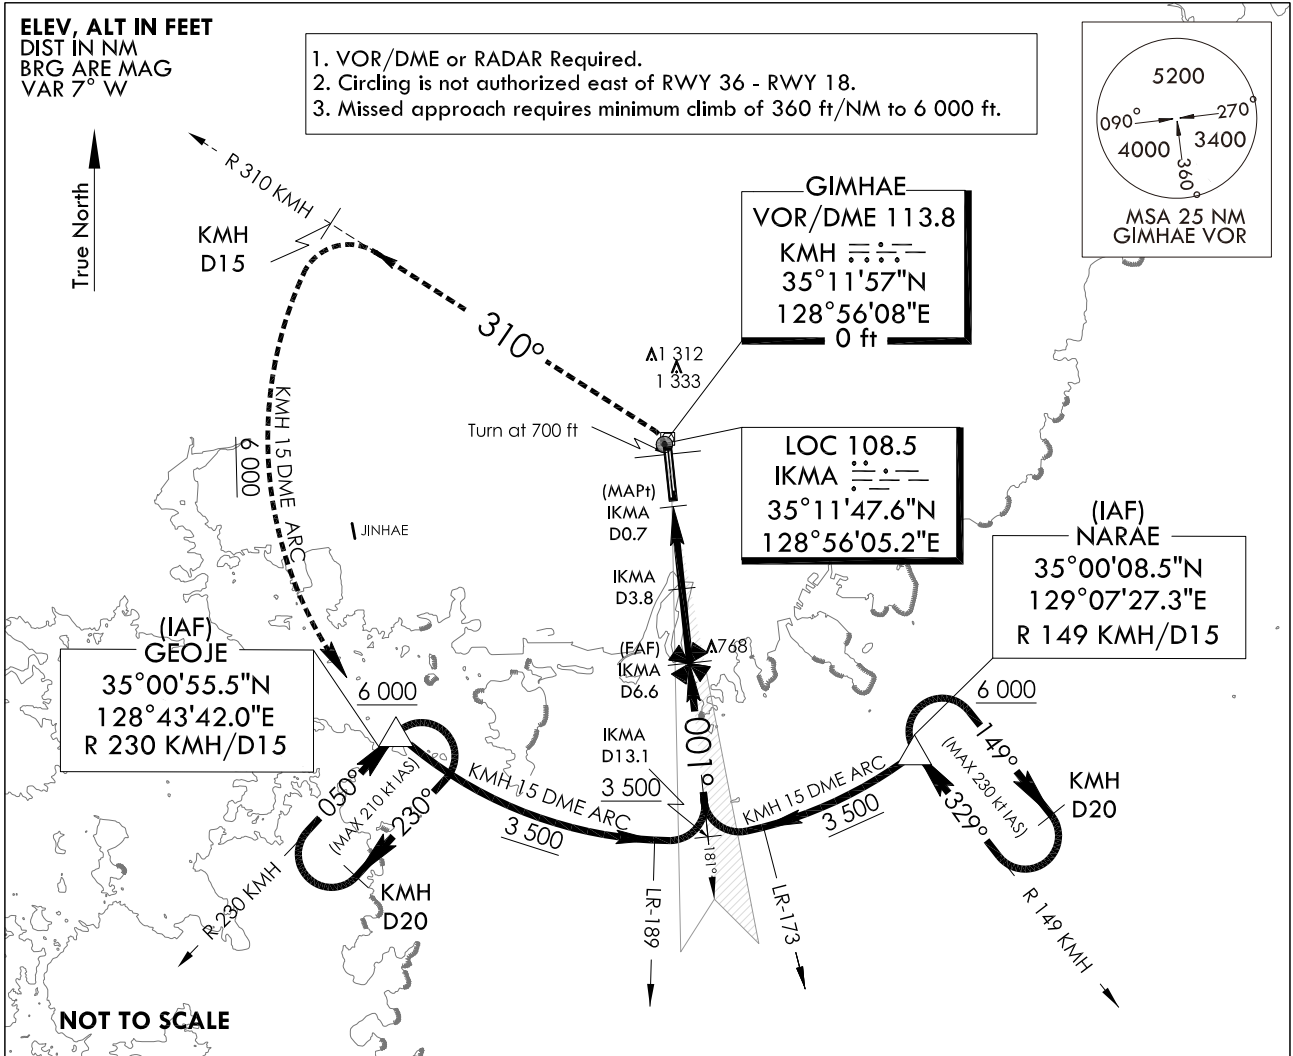 ELEV, ALT IN FEET
DIST IN NM
BRG ARE MAG
VAR 7° W
1. VOR/DME or RADAR Required.
2. Circling is not authorized east of RWY 36 - RWY 18.
3. Missed approach requires minimum climb of 360 ft/NM to 6 000 ft.
5200
090°
270°
4000
3400
360°
MSA 25 NM
GIMHAE VOR
True North
R 310 KMH
KMH
D15
310°
GIMHAE
VOR/DME 113.8
KMH
35°11'57"N
128°56'08"E
0 ft
1 312
1 333
Turn at 700 ft
LOC 108.5
IKMA
35°11'47.6"N
128°56'05.2"E
KMH 15 DME ARC
6 000
JINHAE
(MAPt)
IKMA
D0.7
IKMA
D3.8
(FAF)
IKMA
D6.6
768
(IAF)
NARAE
35°00'08.5"N
129°07'27.3"E
R 149 KMH/D15
(IAF)
GEOJE
35°00'55.5"N
128°43'42.0"E
R 230 KMH/D15
6 000
IKMA
D13.1
3 500
001°
6 000
149°
(MAX 230 kt IAS)
329°
KMH
D20
050°
(MAX 210 kt IAS)
230°
KMH 15 DME ARC
3 500
KMH 15 DME ARC
3 500
181°
R 230 KMH
KMH
D20
LR-189
LR-173
R 149 KMH
NOT TO SCALE